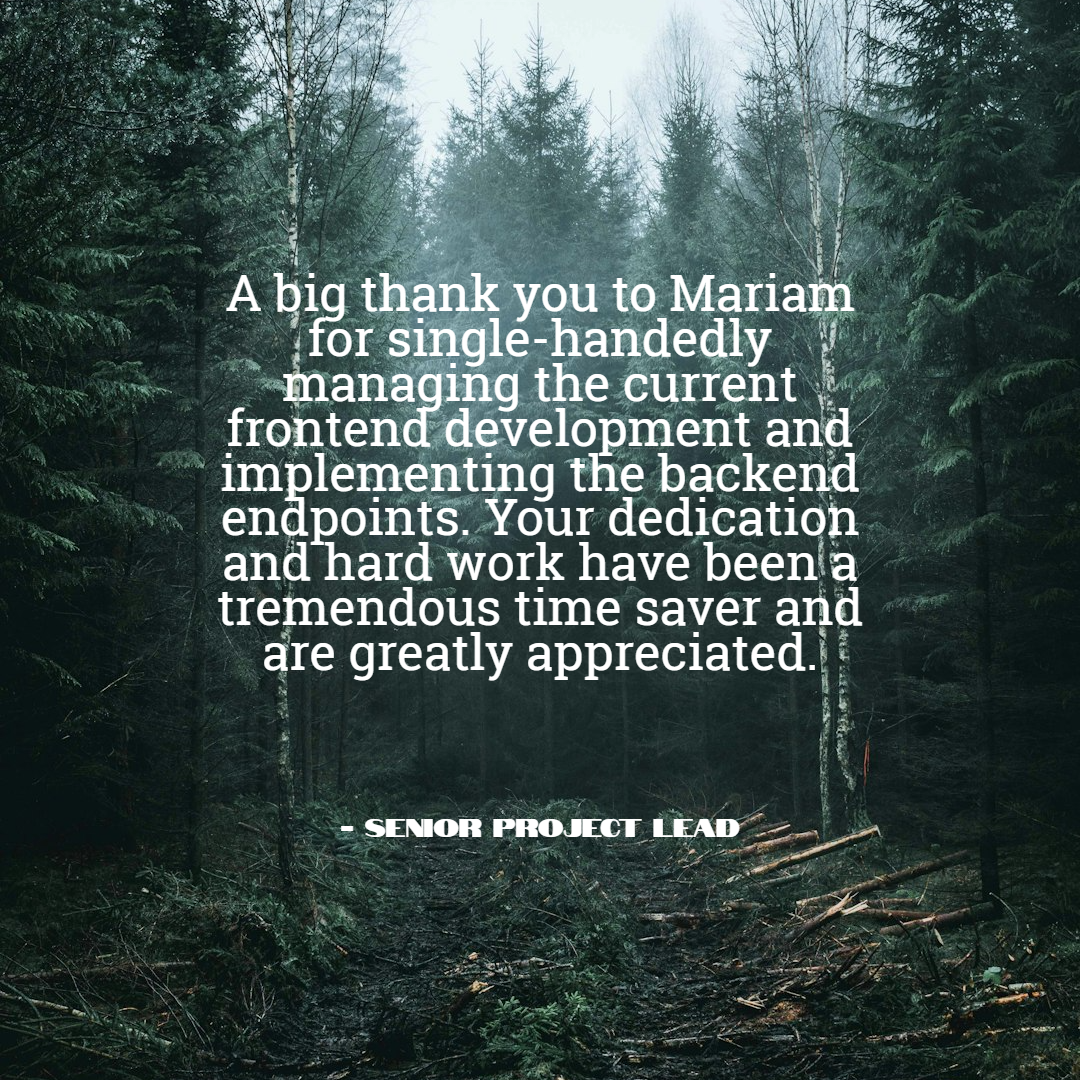 A big thank you to Mariam
for single-handedly
managing the current
frontend development and
implementing the backend
endpoints. Your dedication
and hard work have been a
tremendous time saver and
are greatly appreciated.
- SENIOR PROJECT LEAD